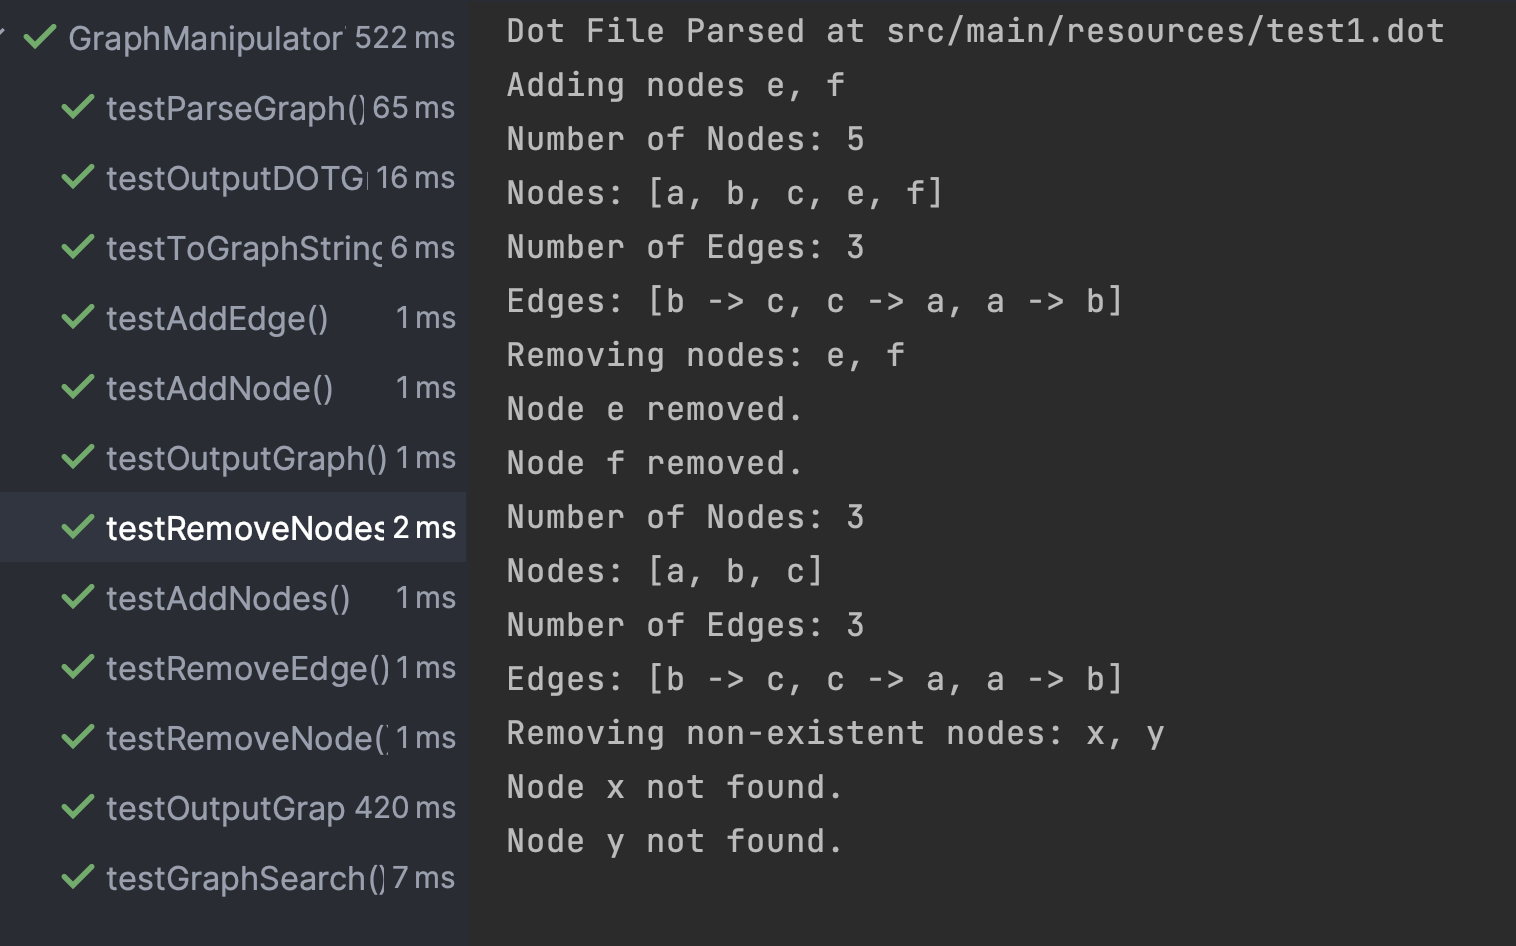 GraphManipulator 522 ms
testParseGraph() 65 ms
testOutputDOTG 16 ms
testToGraphString 6 ms
testAddEdge() 1 ms
testAddNode() 1 ms
testOutputGraph() 1 ms
testRemoveNodes 2 ms
testAddNodes() 1 ms
testRemoveEdge() 1 ms
testRemoveNode( 1 ms
testOutputGrap 420 ms
testGraphSearch() 7 ms
Dot File Parsed at src/main/resources/test1.dot
Adding nodes e, f
Number of Nodes: 5
Nodes: [a, b, c, e, f]
Number of Edges: 3
Edges: [b -> c, c -> a, a -> b]
Removing nodes: e, f
Node e removed.
Node f removed.
Number of Nodes: 3
Nodes: [a, b, c]
Number of Edges: 3
Edges: [b -> c, c -> a, a -> b]
Removing non-existent nodes: x, y
Node x not found.
Node y not found.